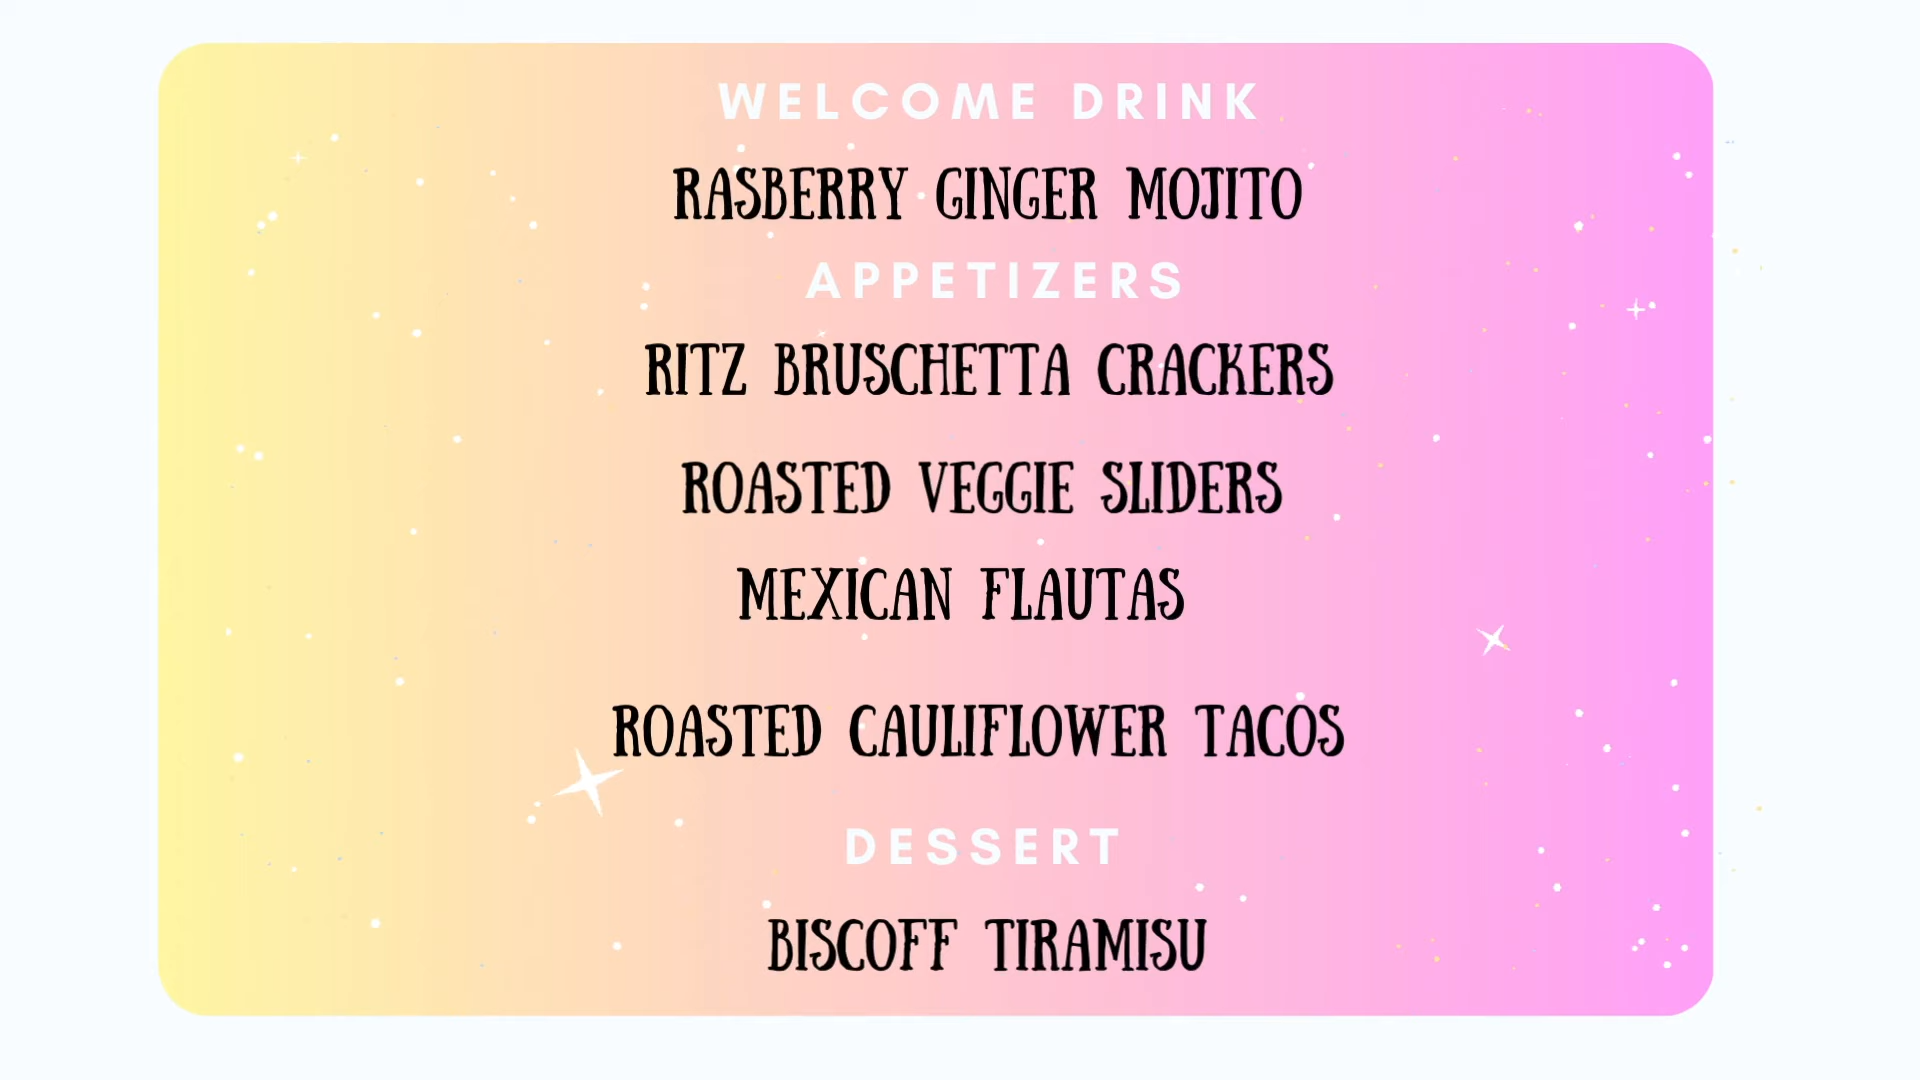 WELCOME DRINK
RASBERRY GINGER MOJITO
APPETIZERS
RITZ BRUSCHETTA CRACKERS
ROASTED VEGGIE SLIDERS
MEXICAN FLAUTAS
ROASTED CAULIFLOWER TACOS
DESSERT
BISCOFF TIRAMISU